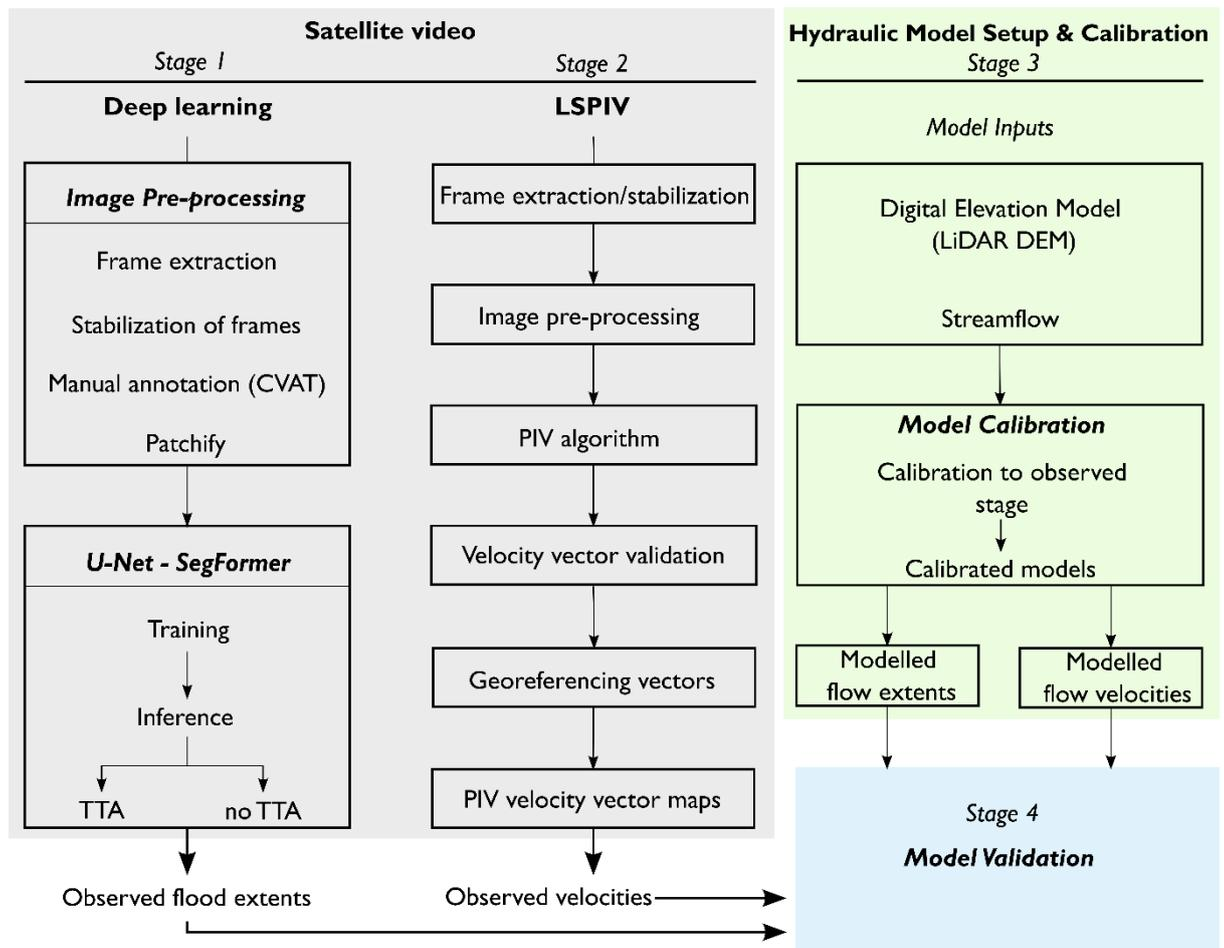 Satellite video
Stage 1
Deep learning
Image Pre-processing
Frame extraction
Stabilization of frames
Manual annotation (CVAT)
Patchify
U-Net - SegFormer
Training
Inference
TTA
no TTA
Observed flood extents
Stage 2
LSPIV
Frame extraction/stabilization
Image pre-processing
PIV algorithm
Velocity vector validation
Georeferencing vectors
PIV velocity vector maps
Observed velocities
Hydraulic Model Setup & Calibration
Stage 3
Model Inputs
Digital Elevation Model
(LiDAR DEM)
Streamflow
Model Calibration
Calibration to observed
stage
Calibrated models
Modelled
flow extents
Modelled
flow velocities
Stage 4
Model Validation